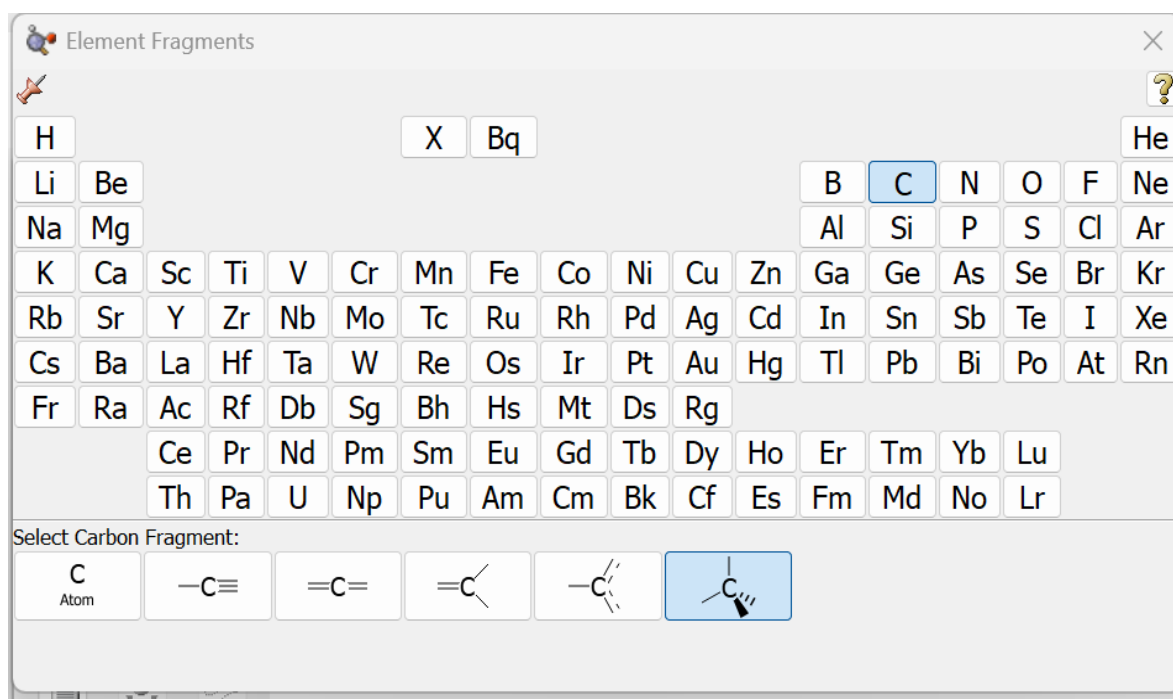 Element Fragments
?
H X Bq He
Li Be B C N O F Ne
Na Mg Al Si P S Cl Ar
K Ca Sc Ti V Cr Mn Fe Co Ni Cu Zn Ga Ge As Se Br Kr
Rb Sr Y Zr Nb Mo Tc Ru Rh Pd Ag Cd In Sn Sb Te I Xe
Cs Ba La Hf Ta W Re Os Ir Pt Au Hg Tl Pb Bi Po At Rn
Fr Ra Ac Rf Db Sg Bh Hs Mt Ds Rg
Ce Pr Nd Pm Sm Eu Gd Tb Dy Ho Er Tm Yb Lu
Th Pa U Np Pu Am Cm Bk Cf Es Fm Md No Lr
Select Carbon Fragment:
C C C C C C
Atom